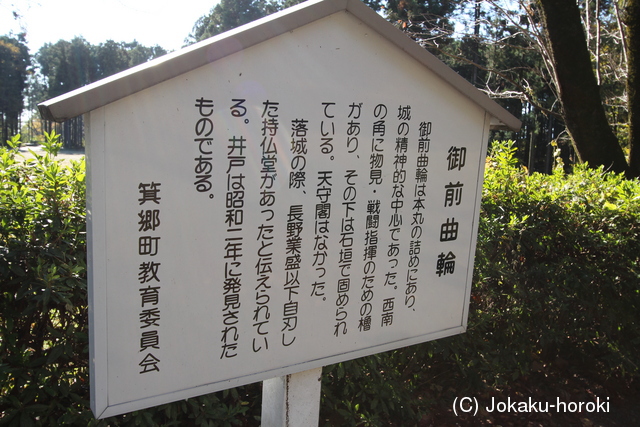 御前曲輪
御前曲輪は本丸の詰めにあり、
城の精神的な中心であった。西南
の角に物見・戦闘指揮のための櫓
があり、その下は石垣で固められ
ている。天守閣はなかった。
落城の際、長野業盛以下自刃し
た持仏堂があったと伝えられてい
る。井戸は昭和二年に発見された
ものである。
箕郷町教育委員会
(C) Jokaku-horoki